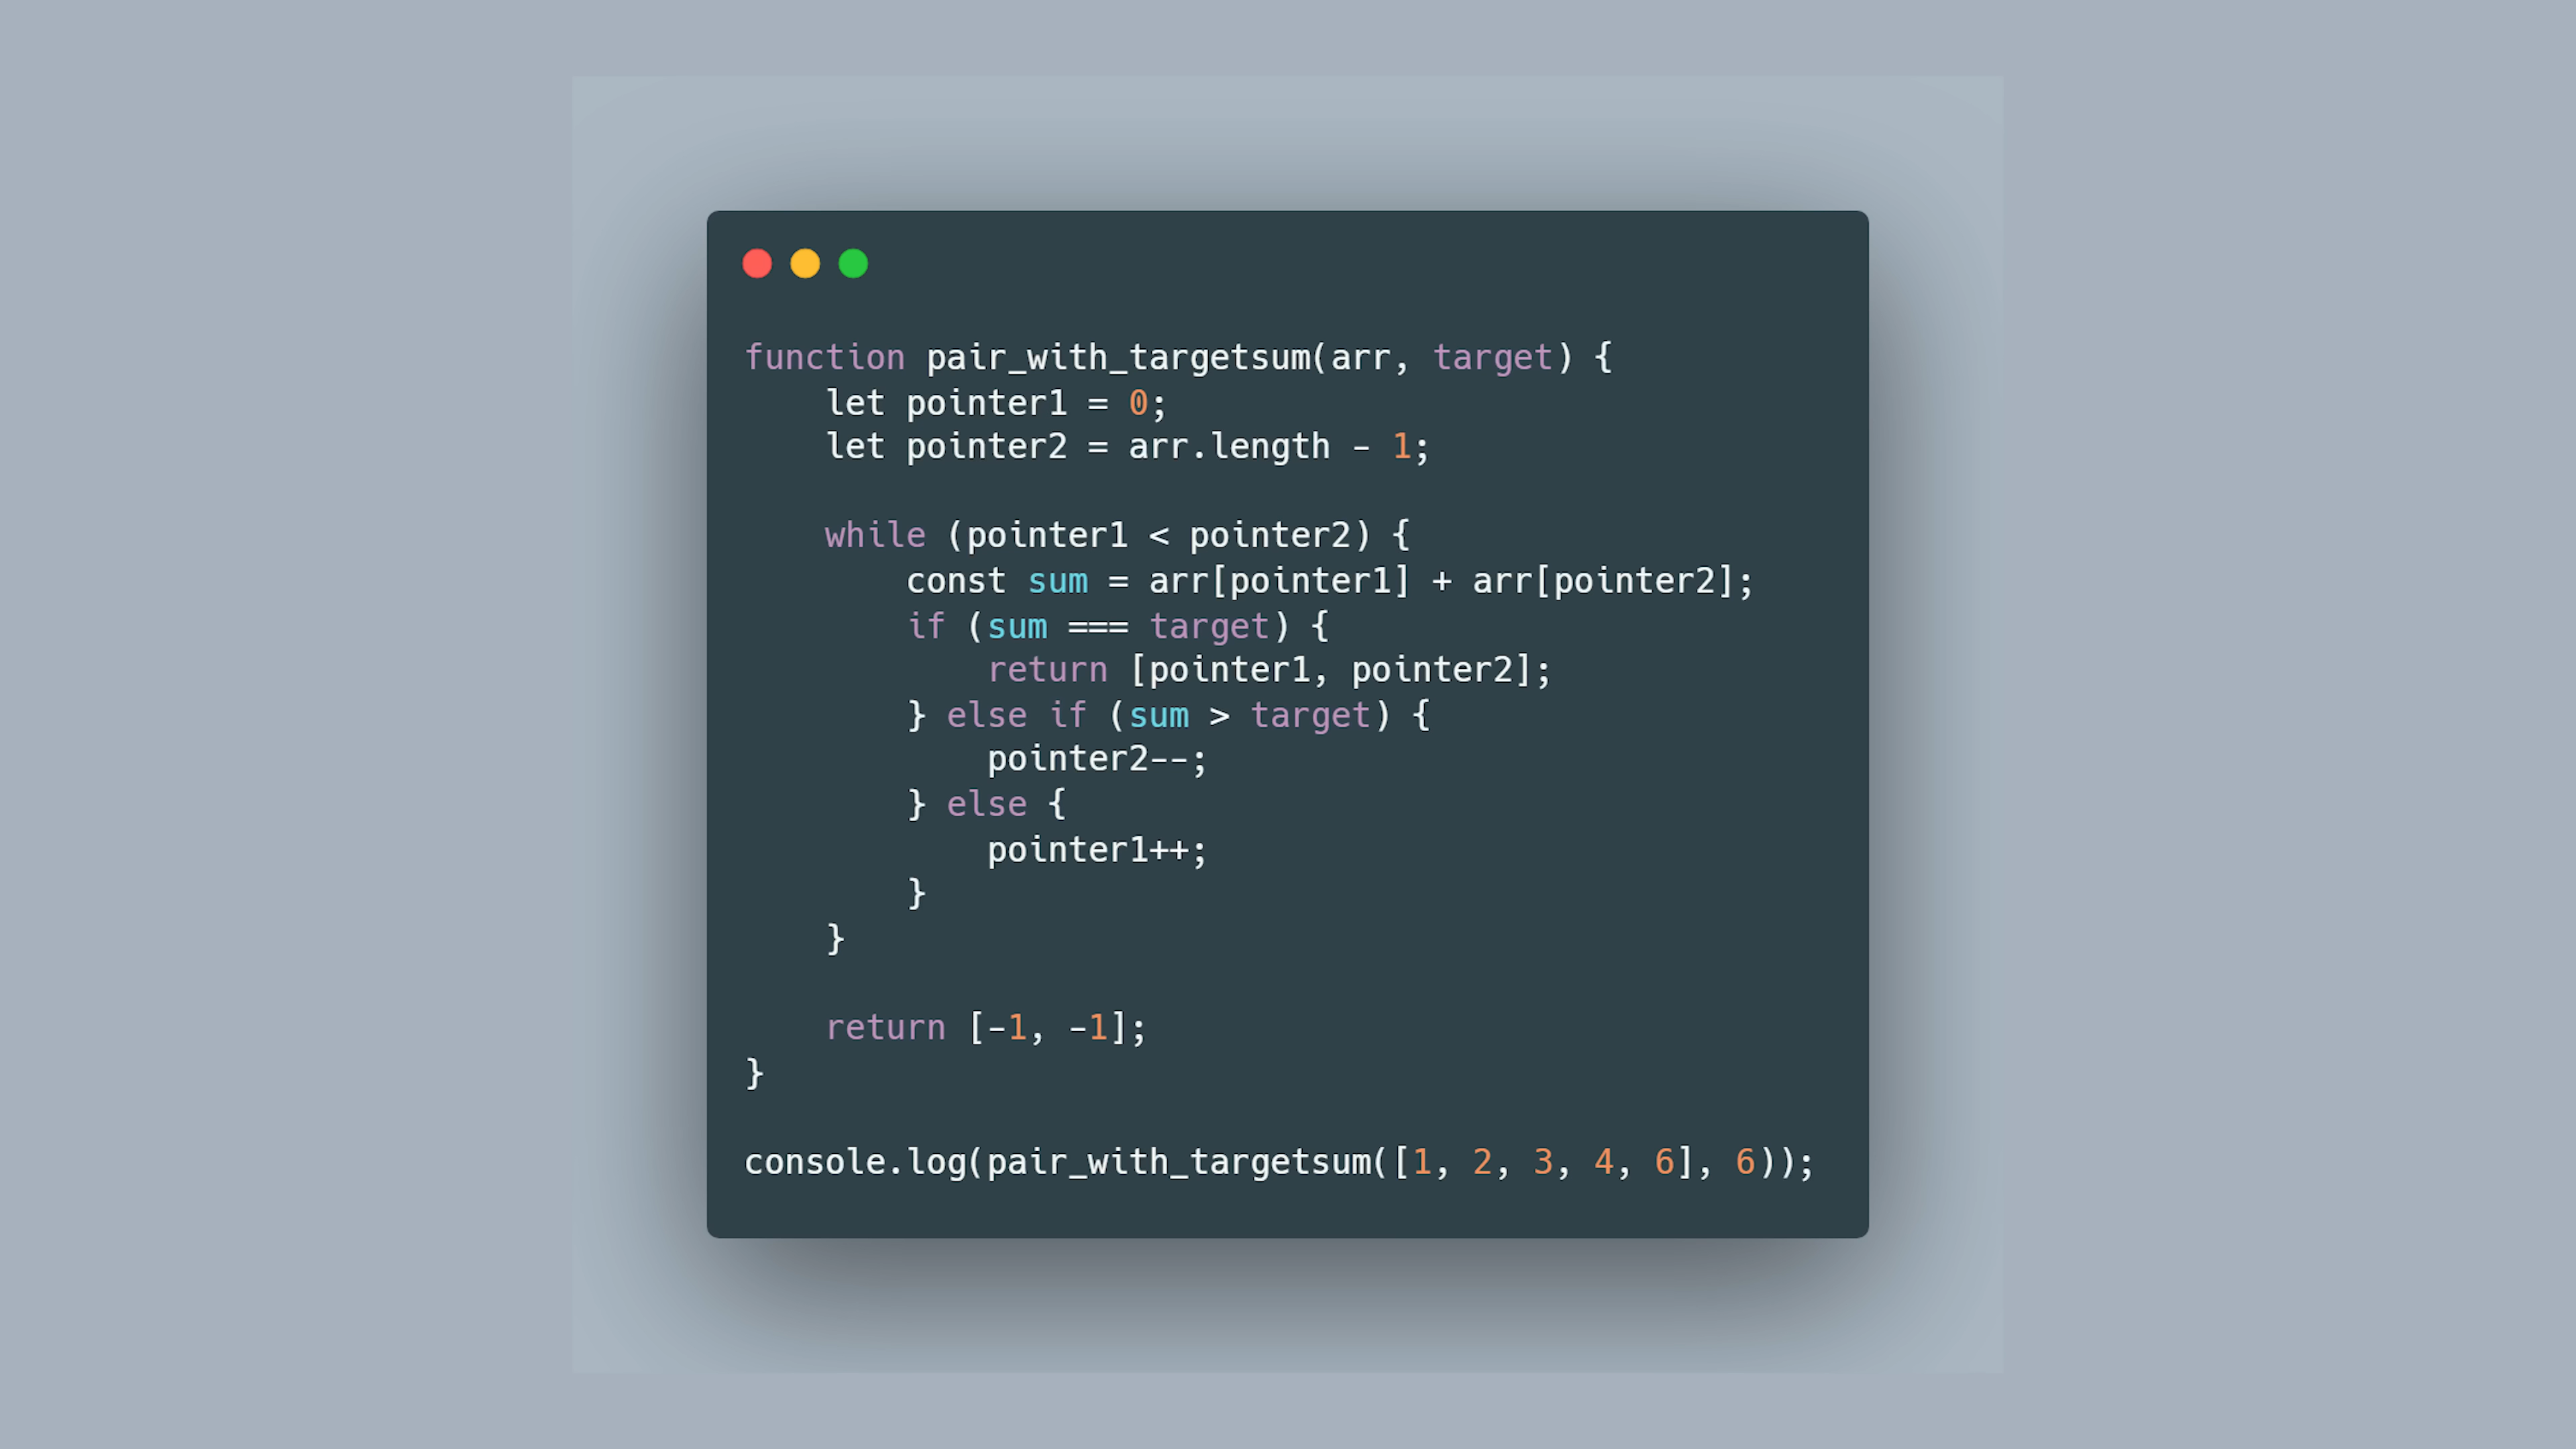 function pair_with_targetsum(arr, target) {
    let pointer1 = 0;
    let pointer2 = arr.length - 1;

    while (pointer1 < pointer2) {
        const sum = arr[pointer1] + arr[pointer2];
        if (sum === target) {
            return [pointer1, pointer2];
        } else if (sum > target) {
            pointer2--;
        } else {
            pointer1++;
        }
    }

    return [-1, -1];
}

console.log(pair_with_targetsum([1, 2, 3, 4, 6], 6));